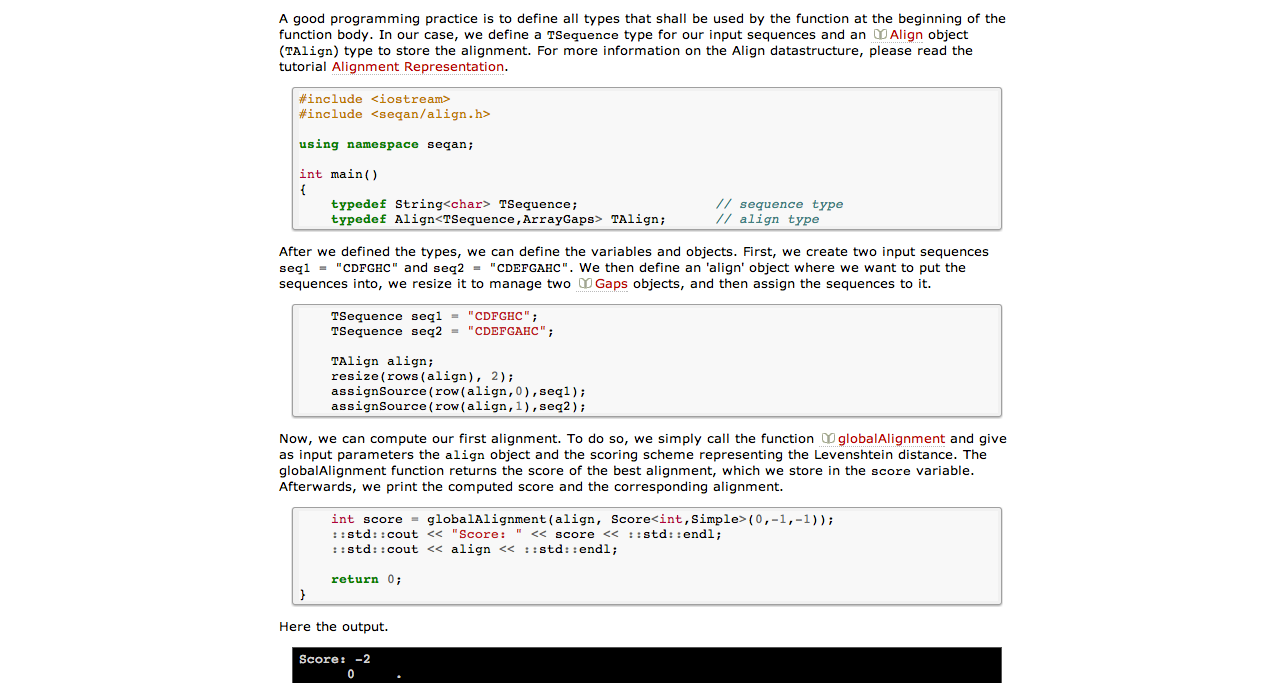 A good programming practice is to define all types that shall be used by the function at the beginning of the
function body. In our case, we define a TSequence type for our input sequences and an Align object
(TAlign) type to store the alignment. For more information on the Align datastructure, please read the
tutorial Alignment Representation.
#include <iostream>
#include <seqan/align.h>
using namespace seqan;
int main()
{
typedef String<char> TSequence; // sequence type
typedef Align<TSequence,ArrayGaps> TAlign; // align type
After we defined the types, we can define the variables and objects. First, we create two input sequences
seq1 = "CDFGHC" and seq2 = "CDEFGAHC". We then define an 'align' object where we want to put the
sequences into, we resize it to manage two Gaps objects, and then assign the sequences to it.
TSequence seq1 = "CDFGHC";
TSequence seq2 = "CDEFGAHC";
TAlign align;
resize(rows(align), 2);
assignSource(row(align,0),seq1);
assignSource(row(align,1),seq2);
Now, we can compute our first alignment. To do so, we simply call the function globalAlignment and give
as input parameters the align object and the scoring scheme representing the Levenshtein distance. The
globalAlignment function returns the score of the best alignment, which we store in the score variable.
Afterwards, we print the computed score and the corresponding alignment.
int score = globalAlignment(align, Score<int,Simple>(0,-1,-1));
::std::cout << "Score: " << score << ::std::endl;
::std::cout << align << ::std::endl;
return 0;
}
Here the output.
Score: -2
0 .